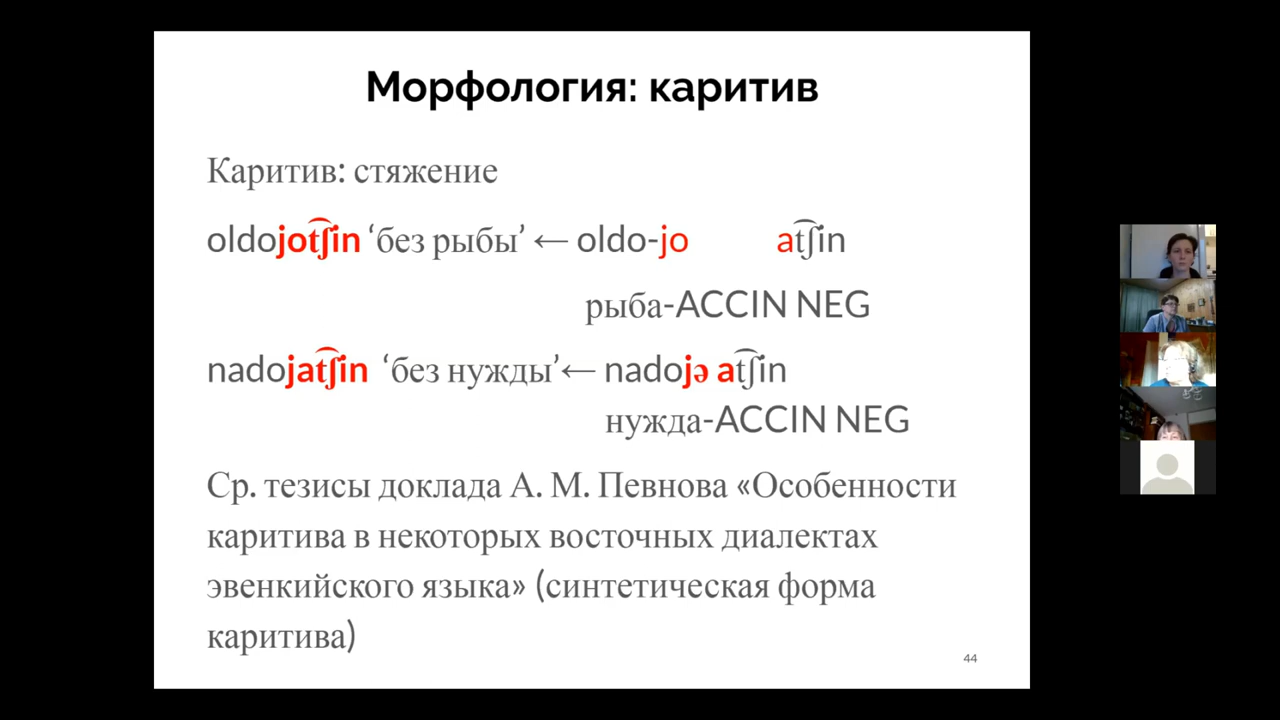 Морфология: каритив
Каритив: стяжение
oldojot͡ʃin ‘без рыбы’ ← oldo-jo at͡ʃin
рыба-ACCIN NEG
nadojat͡ʃin ‘без нужды’← nadojə at͡ʃin
нужда-ACCIN NEG
Ср. тезисы доклада А. М. Певнова «Особенности
каритива в некоторых восточных диалектах
эвенкийского языка» (синтетическая форма
каритива)
44